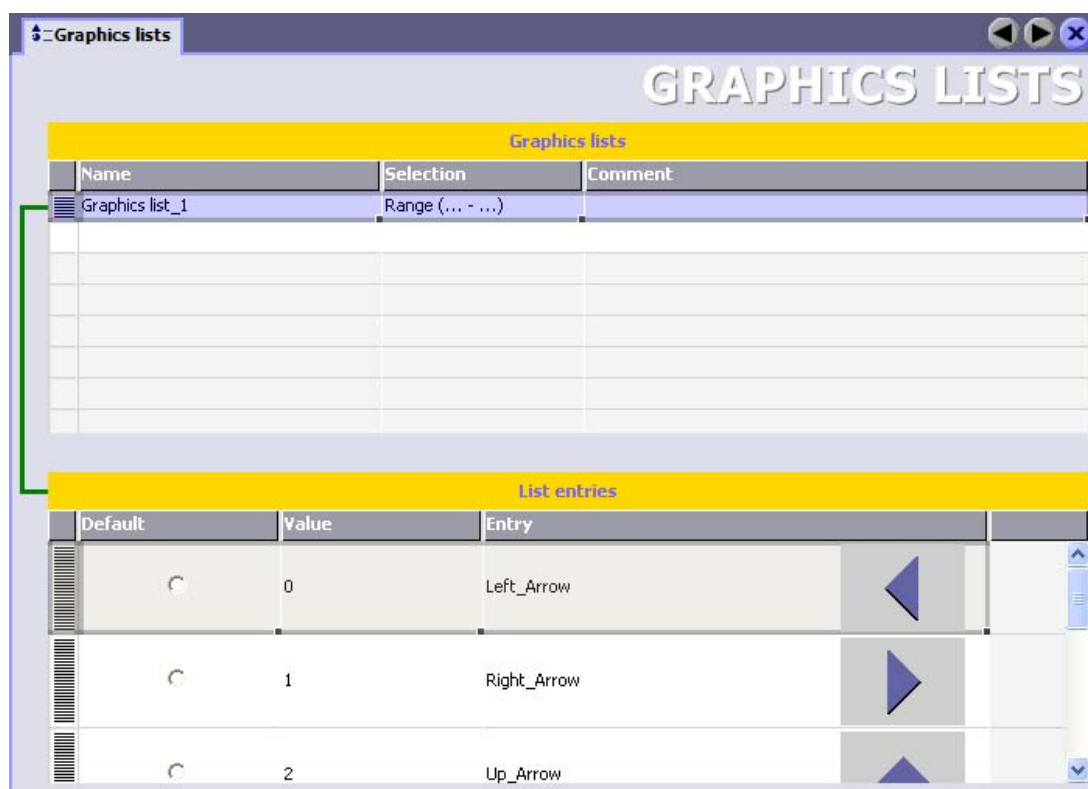 Graphics lists
GRAPHICS LISTS
Graphics lists
Name Selection Comment
Graphics list_1 Range (... - ...)
List entries
Default Value Entry
0 Left_Arrow
1 Right_Arrow
2 Up_Arrow